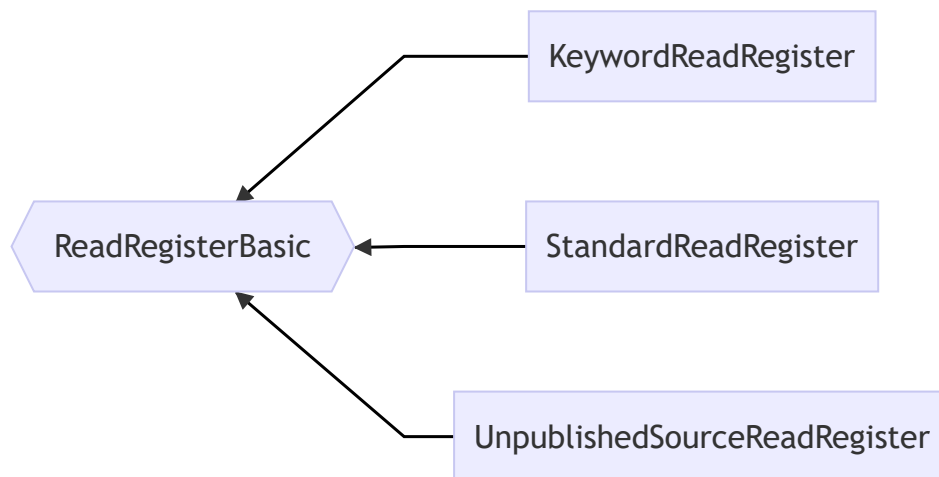 KeywordReadRegister
ReadRegisterBasic
StandardReadRegister
UnpublishedSourceReadRegister